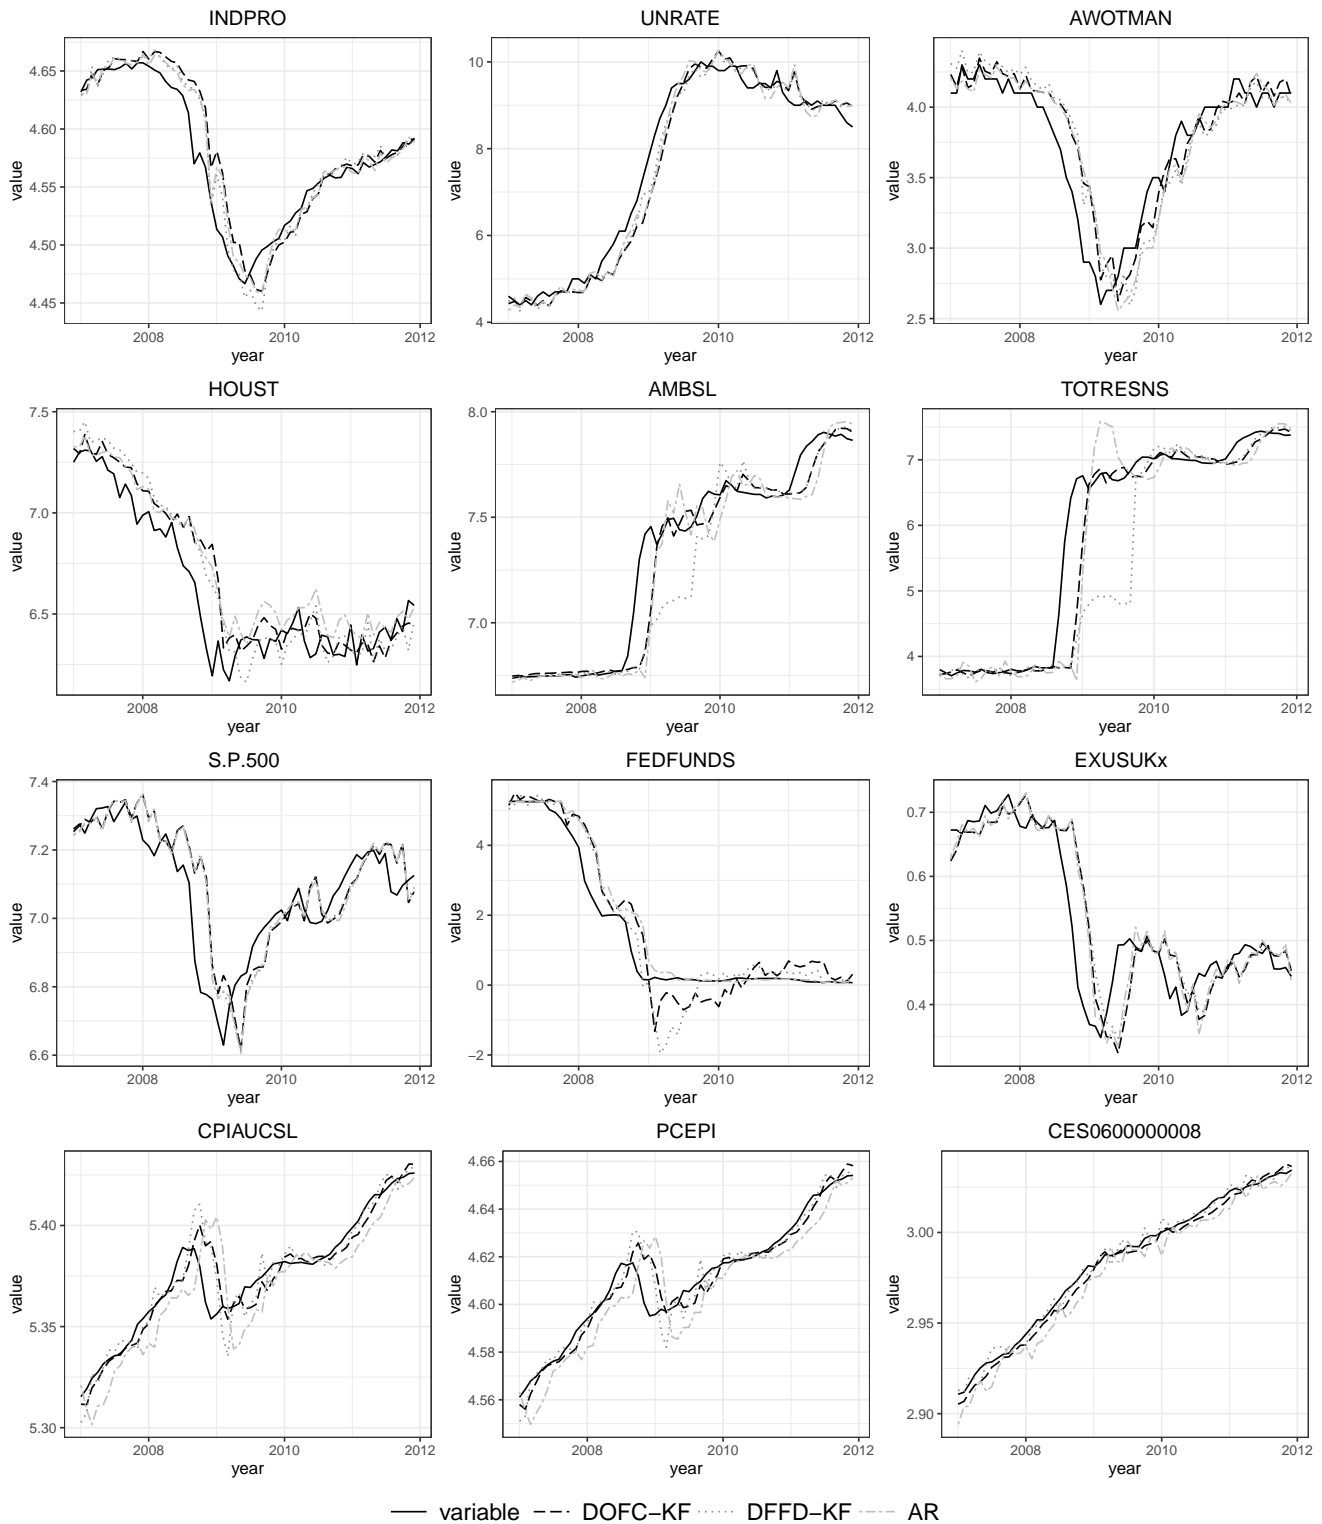 INDPRO
UNRATE
AWOTMAN
value
4.65
4.60
4.55
4.50
4.45
2008
2010
2012
year
value
10
8
6
4
2008
2010
2012
year
value
4.0
3.5
3.0
2.5
2008
2010
2012
year
HOUST
AMBSL
TOTRESNS
value
7.5
7.0
6.5
2008
2010
2012
year
value
8.0
7.5
7.0
2008
2010
2012
year
value
7
6
5
4
2008
2010
2012
year
S.P.500
FEDFUNDS
EXUSUKx
value
7.4
7.2
7.0
6.8
6.6
2008
2010
2012
year
value
4
2
0
−2
2008
2010
2012
year
value
0.7
0.6
0.5
0.4
2008
2010
2012
year
CPIAUCSL
PCEPI
CES0600000008
value
5.40
5.35
5.30
2008
2010
2012
year
value
4.66
4.64
4.62
4.60
4.58
4.56
2008
2010
2012
year
value
3.00
2.95
2.90
2008
2010
2012
year
variable DOFC−KF DFFD−KF AR